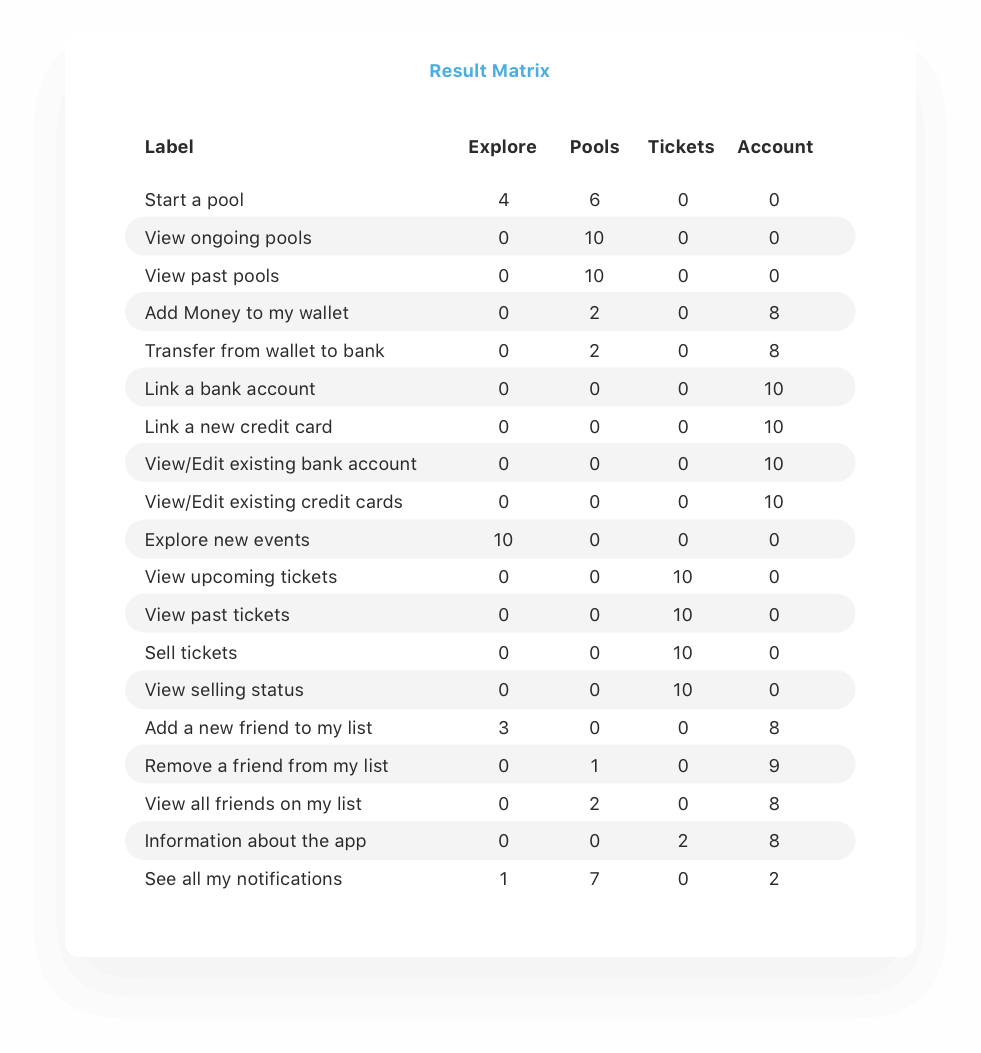 Result Matrix
Label Explore Pools Tickets Account
Start a pool 4 6 0 0
View ongoing pools 0 10 0 0
View past pools 0 10 0 0
Add Money to my wallet 0 2 0 8
Transfer from wallet to bank 0 2 0 8
Link a bank account 0 0 0 10
Link a new credit card 0 0 0 10
View/Edit existing bank account 0 0 0 10
View/Edit existing credit cards 0 0 0 10
Explore new events 10 0 0 0
View upcoming tickets 0 0 10 0
View past tickets 0 0 10 0
Sell tickets 0 0 10 0
View selling status 0 0 10 0
Add a new friend to my list 3 0 0 8
Remove a friend from my list 0 1 0 9
View all friends on my list 0 2 0 8
Information about the app 0 0 2 8
See all my notifications 1 7 0 2